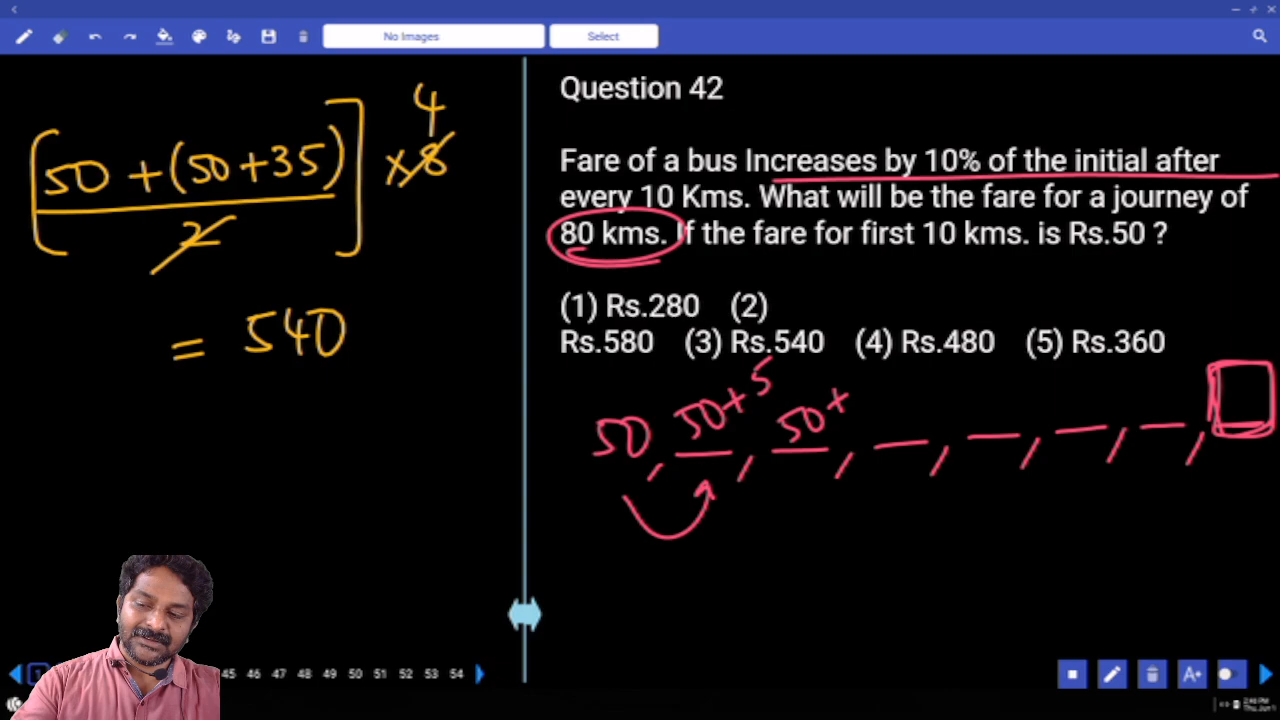 No Images
Select
[50 + (50+35) / 2] × 8
4
= 540
Question 42
Fare of a bus Increases by 10% of the initial after
every 10 Kms. What will be the fare for a journey of
80 kms. If the fare for first 10 kms. is Rs.50 ?
(1) Rs.280 (2)
Rs.580 (3) Rs.540 (4) Rs.480 (5) Rs.360
50, 50+5, 50+
45 46 47 48 49 50 51 52 53 54
A+